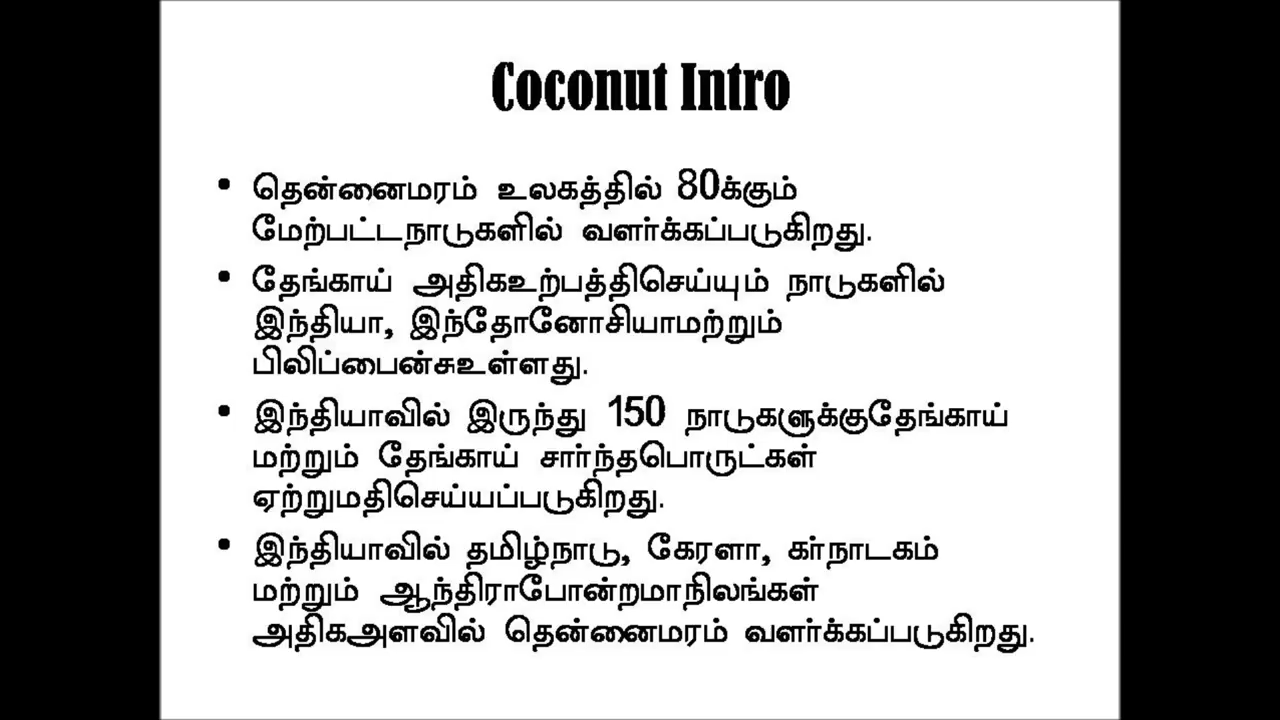 Coconut Intro
• தென்னைமரம் உலகத்தில் 80க்கும்
மேற்பட்டநாடுகளில் வளர்க்கப்படுகிறது.
• தேங்காய் அதிகஉற்பத்திசெய்யும் நாடுகளில்
இந்தியா, இந்தோனோசியாமற்றும்
பிலிப்பைன்சுஉள்ளது.
• இந்தியாவில் இருந்து 150 நாடுகளுக்குதேங்காய்
மற்றும் தேங்காய் சார்ந்தபொருட்கள்
ஏற்றுமதிசெய்யப்படுகிறது.
• இந்தியாவில் தமிழ்நாடு, கேரளா, கர்நாடகம்
மற்றும் ஆந்திராபோன்றமாநிலங்கள்
அதிகஅளவில் தென்னைமரம் வளர்க்கப்படுகிறது.